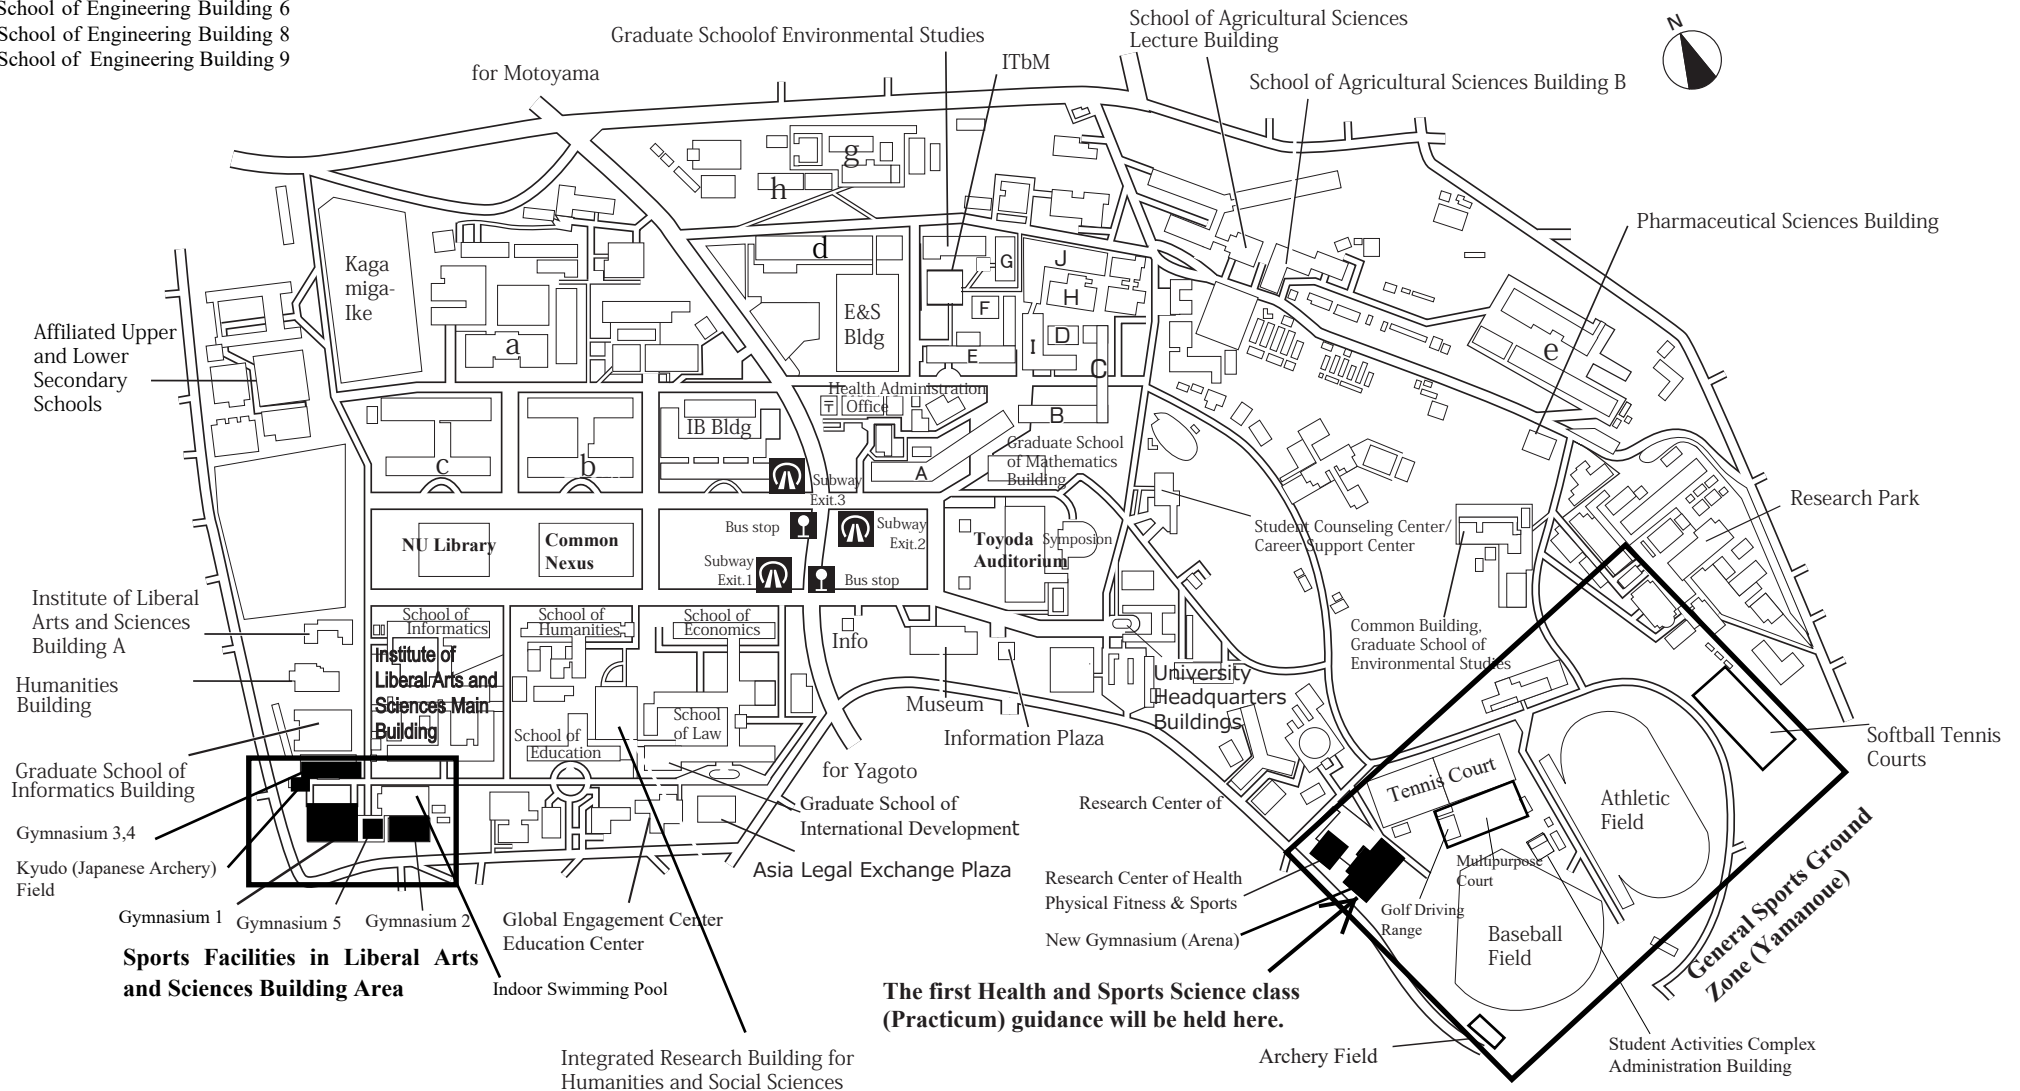 School of Engineering Building 6
School of Engineering Building 8
School of Engineering Building 9
for Motoyama
Graduate Schoolof Environmental Studies
ITbM
School of Agricultural Sciences
Lecture Building
School of Agricultural Sciences Building B
N
Pharmaceutical Sciences Building
g
h
d
Kaga
miga-
Ike
a
E&S
Bldg
G
J
H
F
D
I
E
C
B
A
e
Affiliated Upper
and Lower
Secondary
Schools
Health Administration
Office
〒
IB Bldg
c
b
Graduate School
of Mathematics
Building
Subway
Exit.3
Bus stop
Subway
Exit.2
Subway
Exit.1
Bus stop
NU Library
Common
Nexus
Toyoda
Auditorium
Symposion
Student Counseling Center/
Career Support Center
Research Park
Institute of Liberal
Arts and Sciences
Building A
Humanities
Building
School of
Informatics
School of
Humanities
School of
Economics
Institute of
Liberal Arts and
Sciences Main
Building
Info
Museum
Information Plaza
University
Headquarters
Buildings
Common Building,
Graduate School of
Environmental Studies
School of
Education
School
of Law
for Yagoto
Graduate School of
International Development
Asia Legal Exchange Plaza
Graduate School of
Informatics Building
Gymnasium 3,4
Kyudo (Japanese Archery)
Field
Gymnasium 1
Gymnasium 5
Gymnasium 2
Sports Facilities in Liberal Arts
and Sciences Building Area
Global Engagement Center
Education Center
Indoor Swimming Pool
Integrated Research Building for
Humanities and Social Sciences
Research Center of
Research Center of Health
Physical Fitness & Sports
New Gymnasium (Arena)
The first Health and Sports Science class
(Practicum) guidance will be held here.
Tennis Court
Multipurpose
Court
Golf Driving
Range
Athletic
Field
Baseball
Field
Softball Tennis
Courts
General Sports Ground
Zone (Yamanoue)
Archery Field
Student Activities Complex
Administration Building